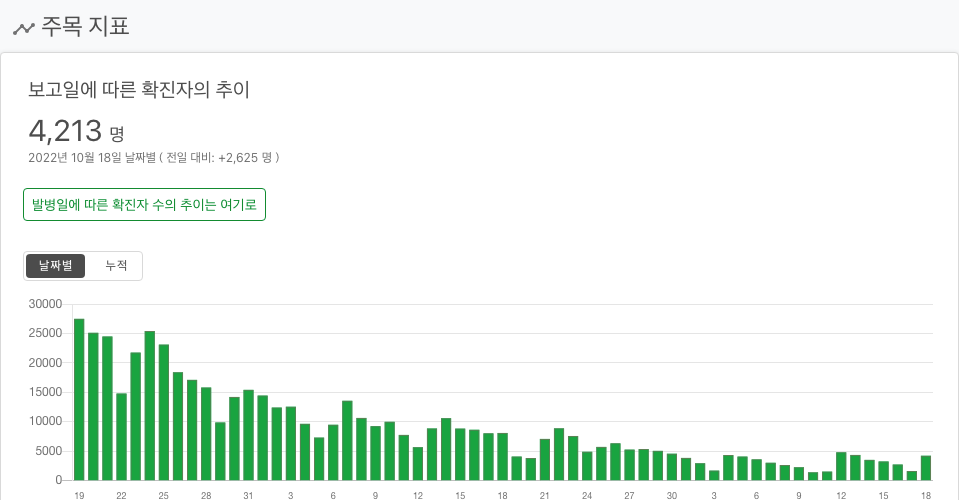 주목 지표
보고일에 따른 확진자의 추이
4,213 명
2022년 10월 18일 날짜별 ( 전일 대비: +2,625 명 )
발병일에 따른 확진자 수의 추이는 여기로
날짜별 누적
30000
25000
20000
15000
10000
5000
0
19 22 25 28 31 3 6 9 12 15 18 21 24 27 30 3 6 9 12 15 18